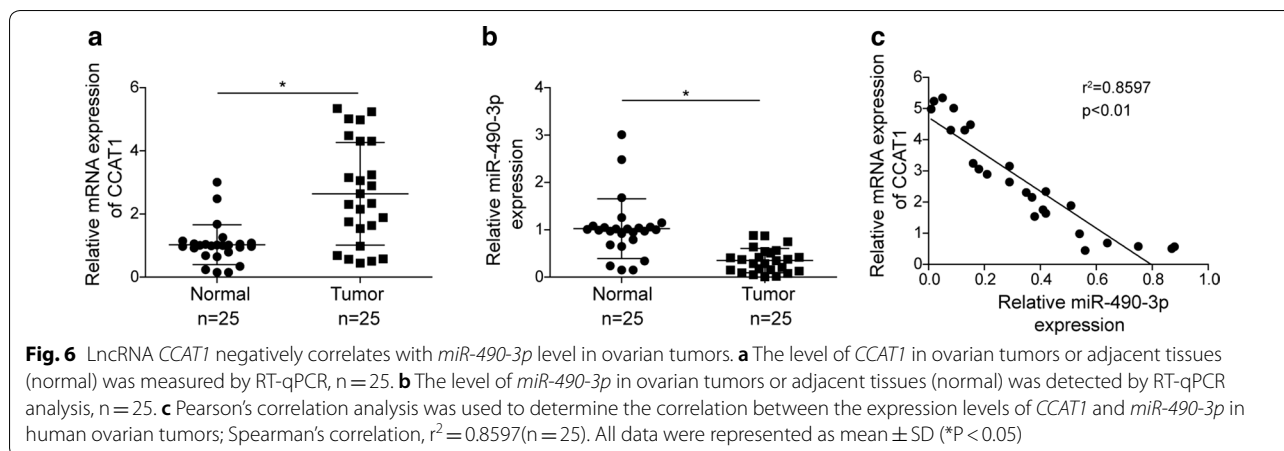 a
Relative mRNA expression
of CCAT1
6
4
2
0
*
Normal
n=25
Tumor
n=25
b
Relative miR-490-3p
expression
4
3
2
1
0
*
Normal
n=25
Tumor
n=25
c
Relative mRNA expression
of CCAT1
6
5
4
3
2
1
0
r²=0.8597
p<0.01
0.0 0.2 0.4 0.6 0.8 1.0
Relative miR-490-3p
expression
Fig. 6 LncRNA CCAT1 negatively correlates with miR-490-3p level in ovarian tumors. a The level of CCAT1 in ovarian tumors or adjacent tissues
(normal) was measured by RT-qPCR, n = 25. b The level of miR-490-3p in ovarian tumors or adjacent tissues (normal) was detected by RT-qPCR
analysis, n = 25. c Pearson's correlation analysis was used to determine the correlation between the expression levels of CCAT1 and miR-490-3p in
human ovarian tumors; Spearman's correlation, r² = 0.8597(n = 25). All data were represented as mean ± SD (*P < 0.05)